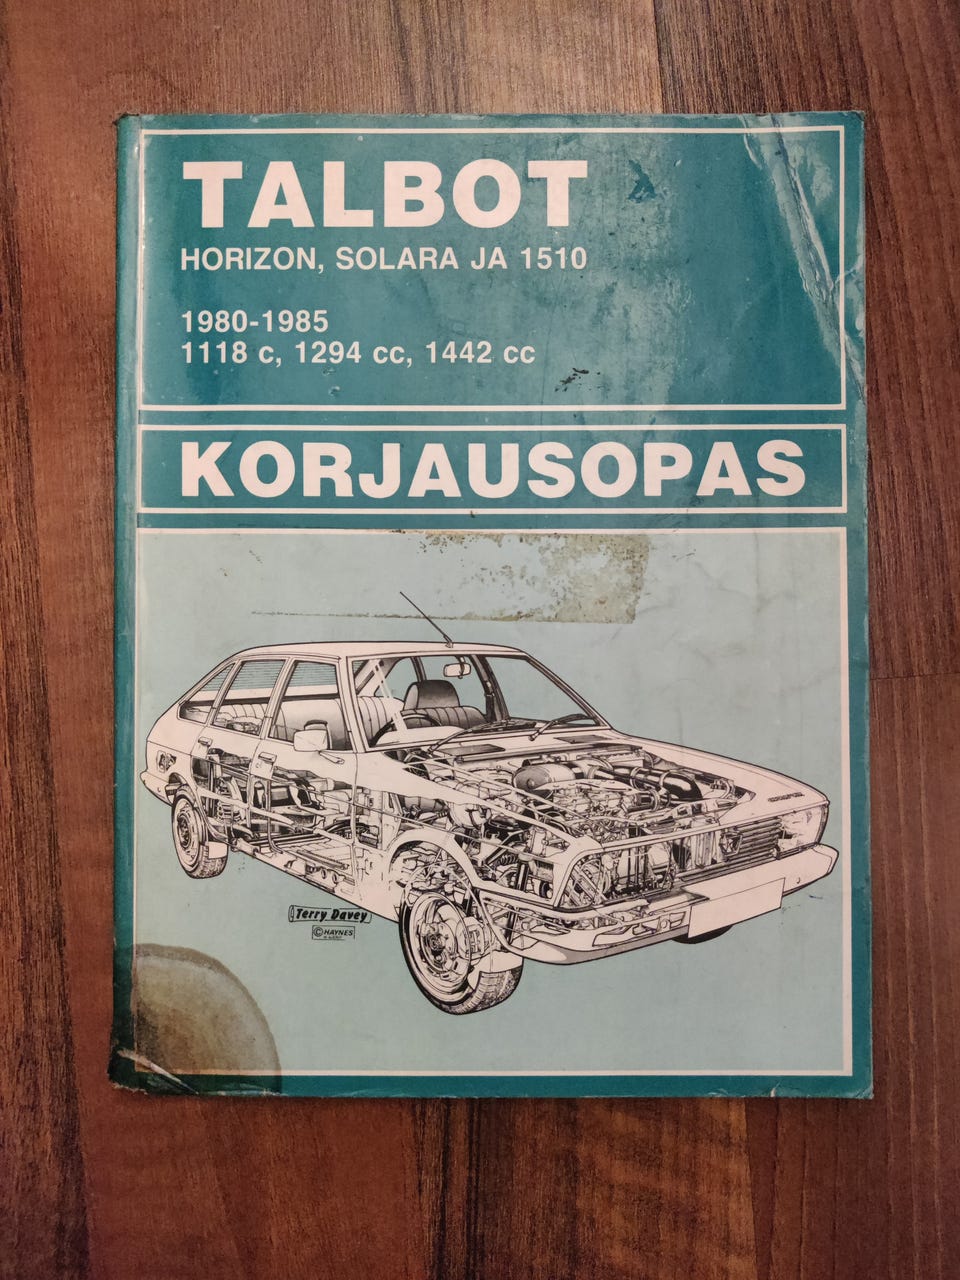 TALBOT
HORIZON, SOLARA JA 1510
1980-1985
1118 c, 1294 cc, 1442 cc
KORJAUSOPAS
Terry Davey
© HAYNES